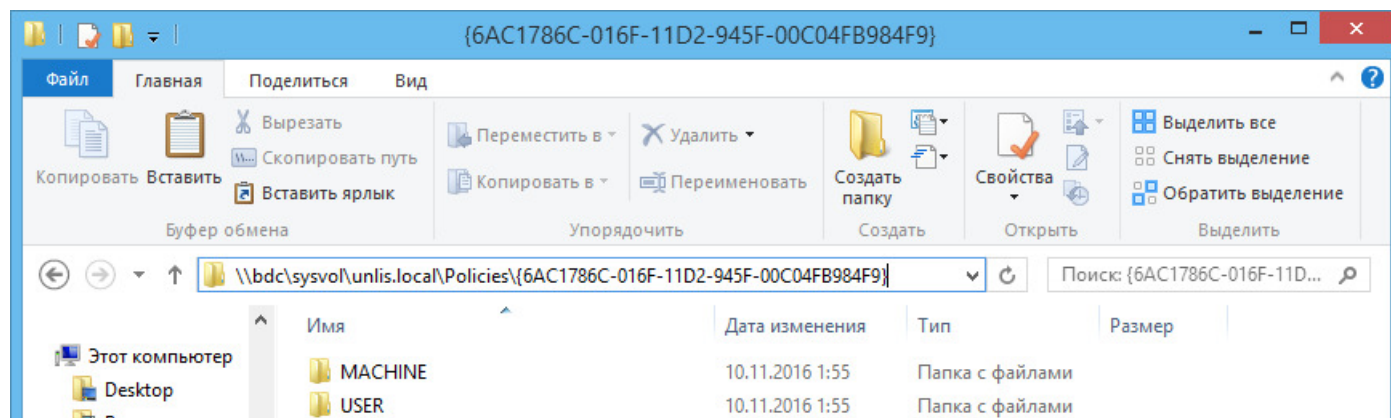 {6AC1786C-016F-11D2-945F-00C04FB984F9}
Файл Главная Поделиться Вид
Копировать Вставить Вырезать Скопировать путь Вставить ярлык
Переместить в Копировать в Удалить Переименовать
Создать папку
Свойства
Выделить все Снять выделение Обратить выделение
Буфер обмена Упорядочить Создать Открыть Выделить
\\bdc\sysvol\unlis.local\Policies\{6AC1786C-016F-11D2-945F-00C04FB984F9} Поиск: {6AC1786C-016F-11D...
Имя Дата изменения Тип Размер
Этот компьютер
Desktop
MACHINE 10.11.2016 1:55 Папка с файлами
USER 10.11.2016 1:55 Папка с файлами